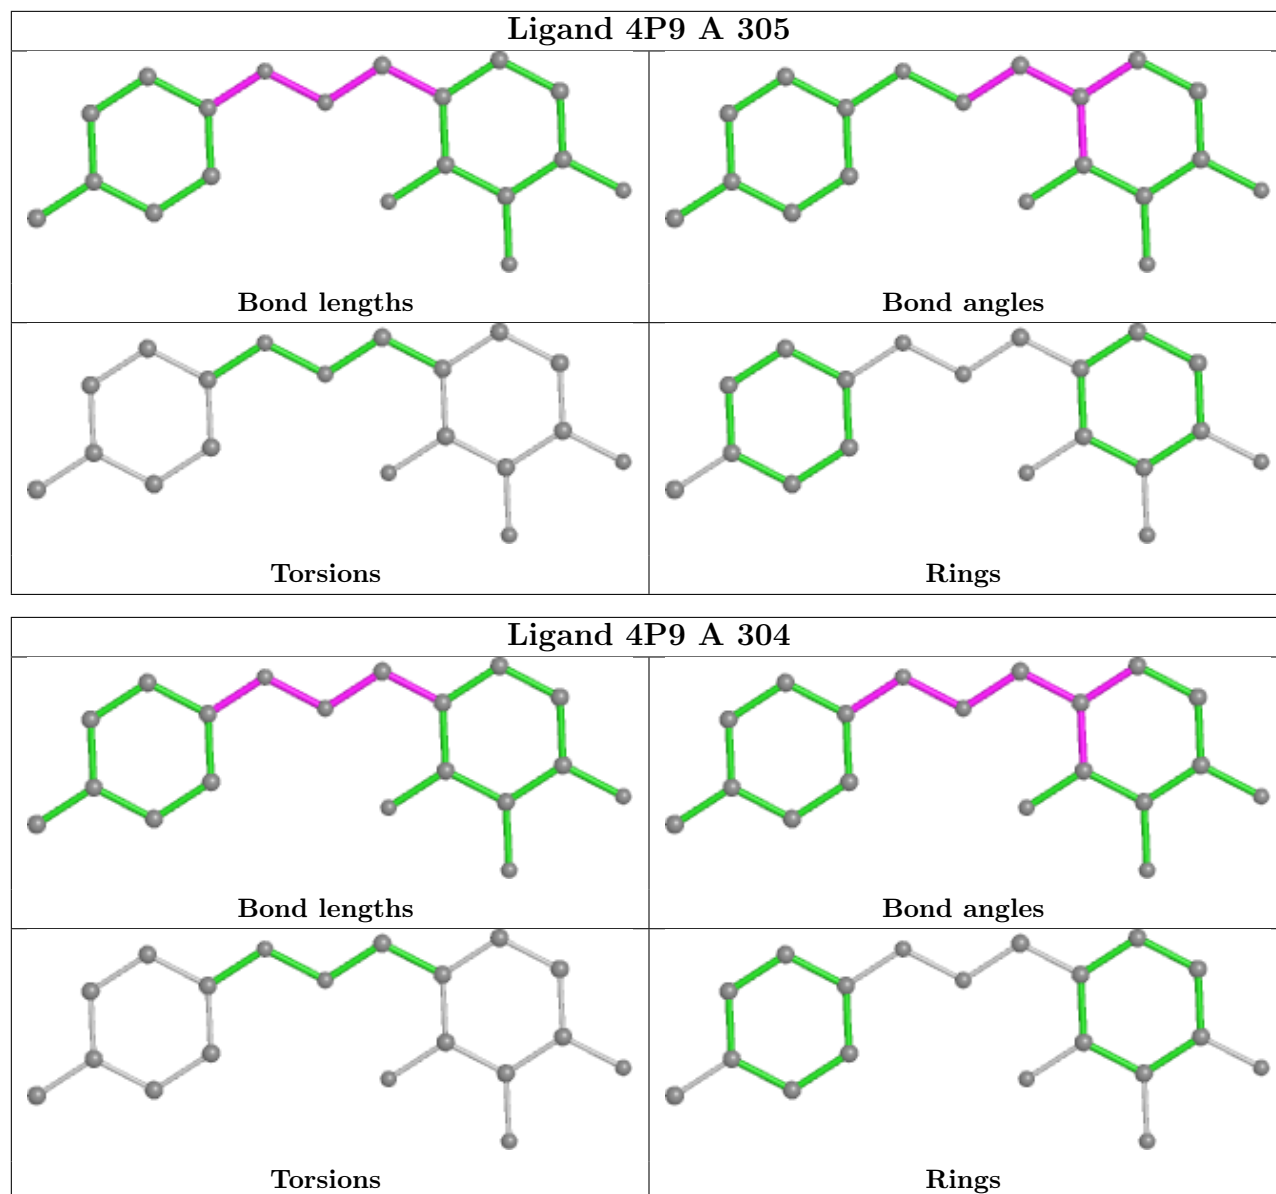 Ligand 4P9 A 305
Bond lengths
Bond angles
Torsions
Rings
Ligand 4P9 A 304
Bond lengths
Bond angles
Torsions
Rings